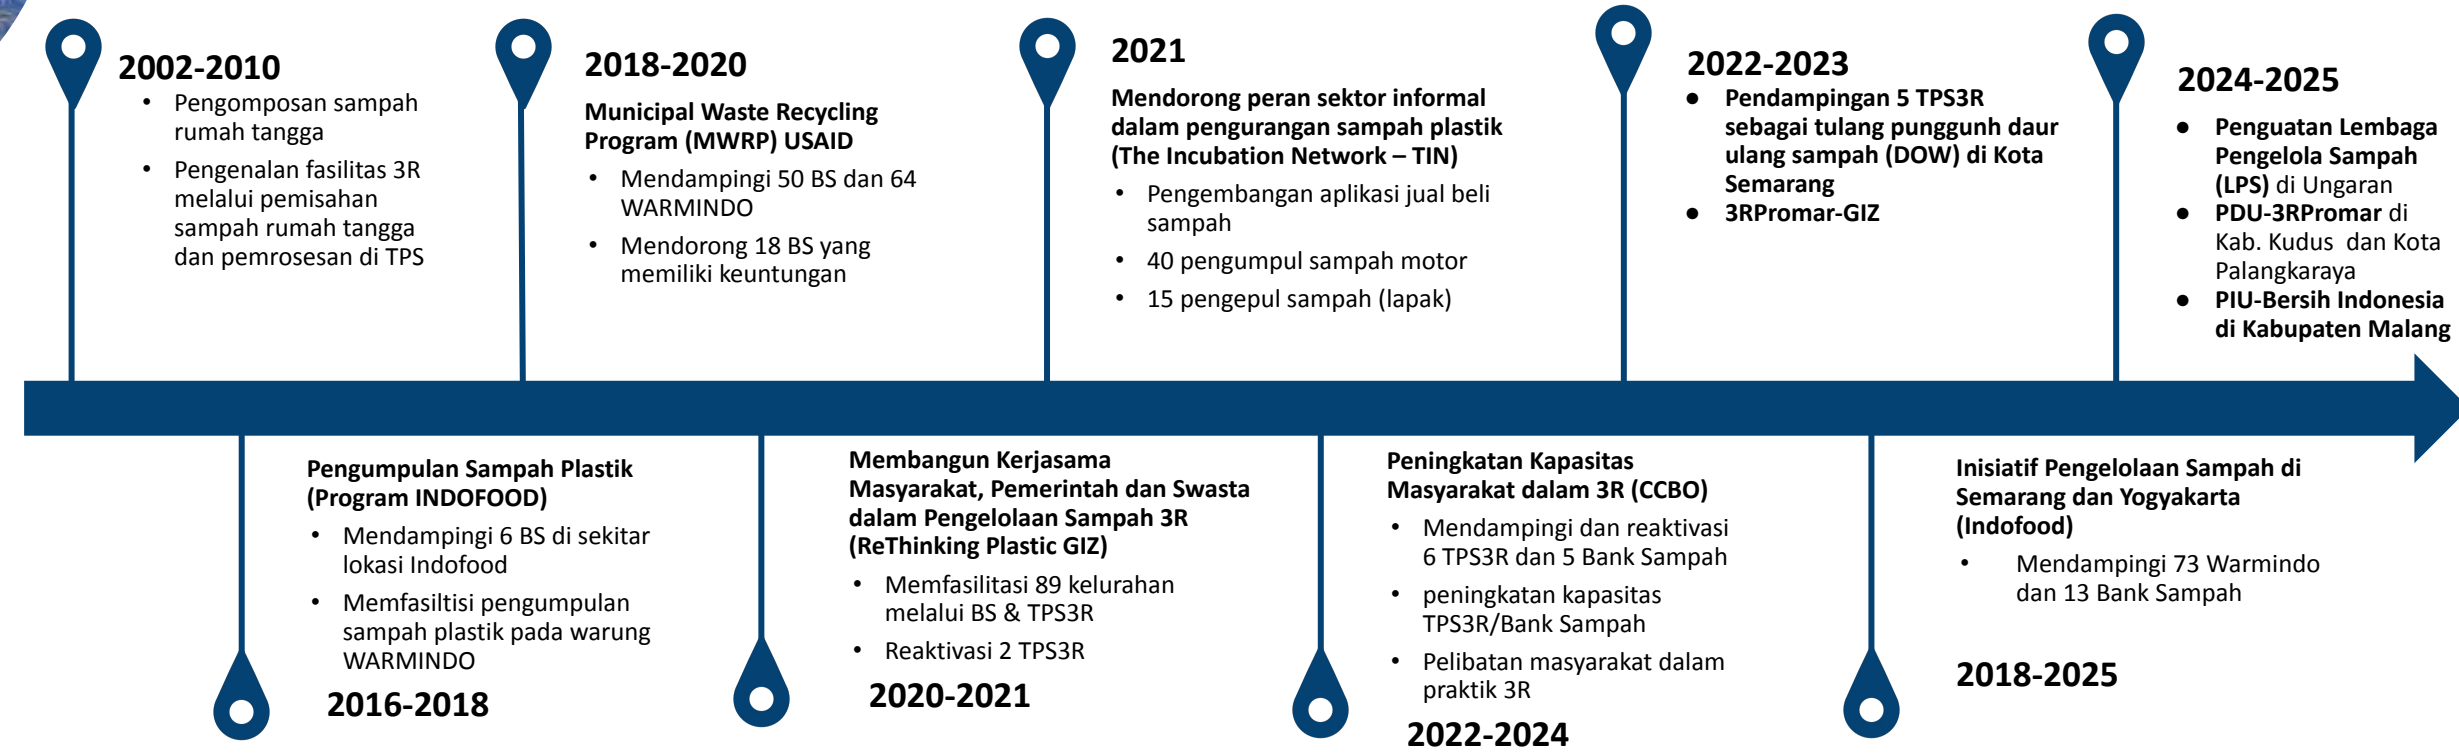 2002-2010
• Pengomposan sampah
rumah tangga
• Pengenalan fasilitas 3R
melalui pemisahan
sampah rumah tangga
dan pemrosesan di TPS
2018-2020
Municipal Waste Recycling
Program (MWRP) USAID
• Mendampingi 50 BS dan 64
WARMINDO
• Mendorong 18 BS yang
memiliki keuntungan
2021
Mendorong peran sektor informal
dalam pengurangan sampah plastik
(The Incubation Network – TIN)
• Pengembangan aplikasi jual beli
sampah
• 40 pengumpul sampah motor
• 15 pengepul sampah (lapak)
2022-2023
● Pendampingan 5 TPS3R
sebagai tulang punggunh daur
ulang sampah (DOW) di Kota
Semarang
● 3RPromar-GIZ
2024-2025
● Penguatan Lembaga
Pengelola Sampah
(LPS) di Ungaran
● PDU-3RPromar di
Kab. Kudus dan Kota
Palangkaraya
● PIU-Bersih Indonesia
di Kabupaten Malang
Pengumpulan Sampah Plastik
(Program INDOFOOD)
• Mendampingi 6 BS di sekitar
lokasi Indofood
• Memfasiltisi pengumpulan
sampah plastik pada warung
WARMINDO
2016-2018
Membangun Kerjasama
Masyarakat, Pemerintah dan Swasta
dalam Pengelolaan Sampah 3R
(ReThinking Plastic GIZ)
• Memfasilitasi 89 kelurahan
melalui BS & TPS3R
• Reaktivasi 2 TPS3R
2020-2021
Peningkatan Kapasitas
Masyarakat dalam 3R (CCBO)
• Mendampingi dan reaktivasi
6 TPS3R dan 5 Bank Sampah
• peningkatan kapasitas
TPS3R/Bank Sampah
• Pelibatan masyarakat dalam
praktik 3R
2022-2024
Inisiatif Pengelolaan Sampah di
Semarang dan Yogyakarta
(Indofood)
• Mendampingi 73 Warmindo
dan 13 Bank Sampah
2018-2025